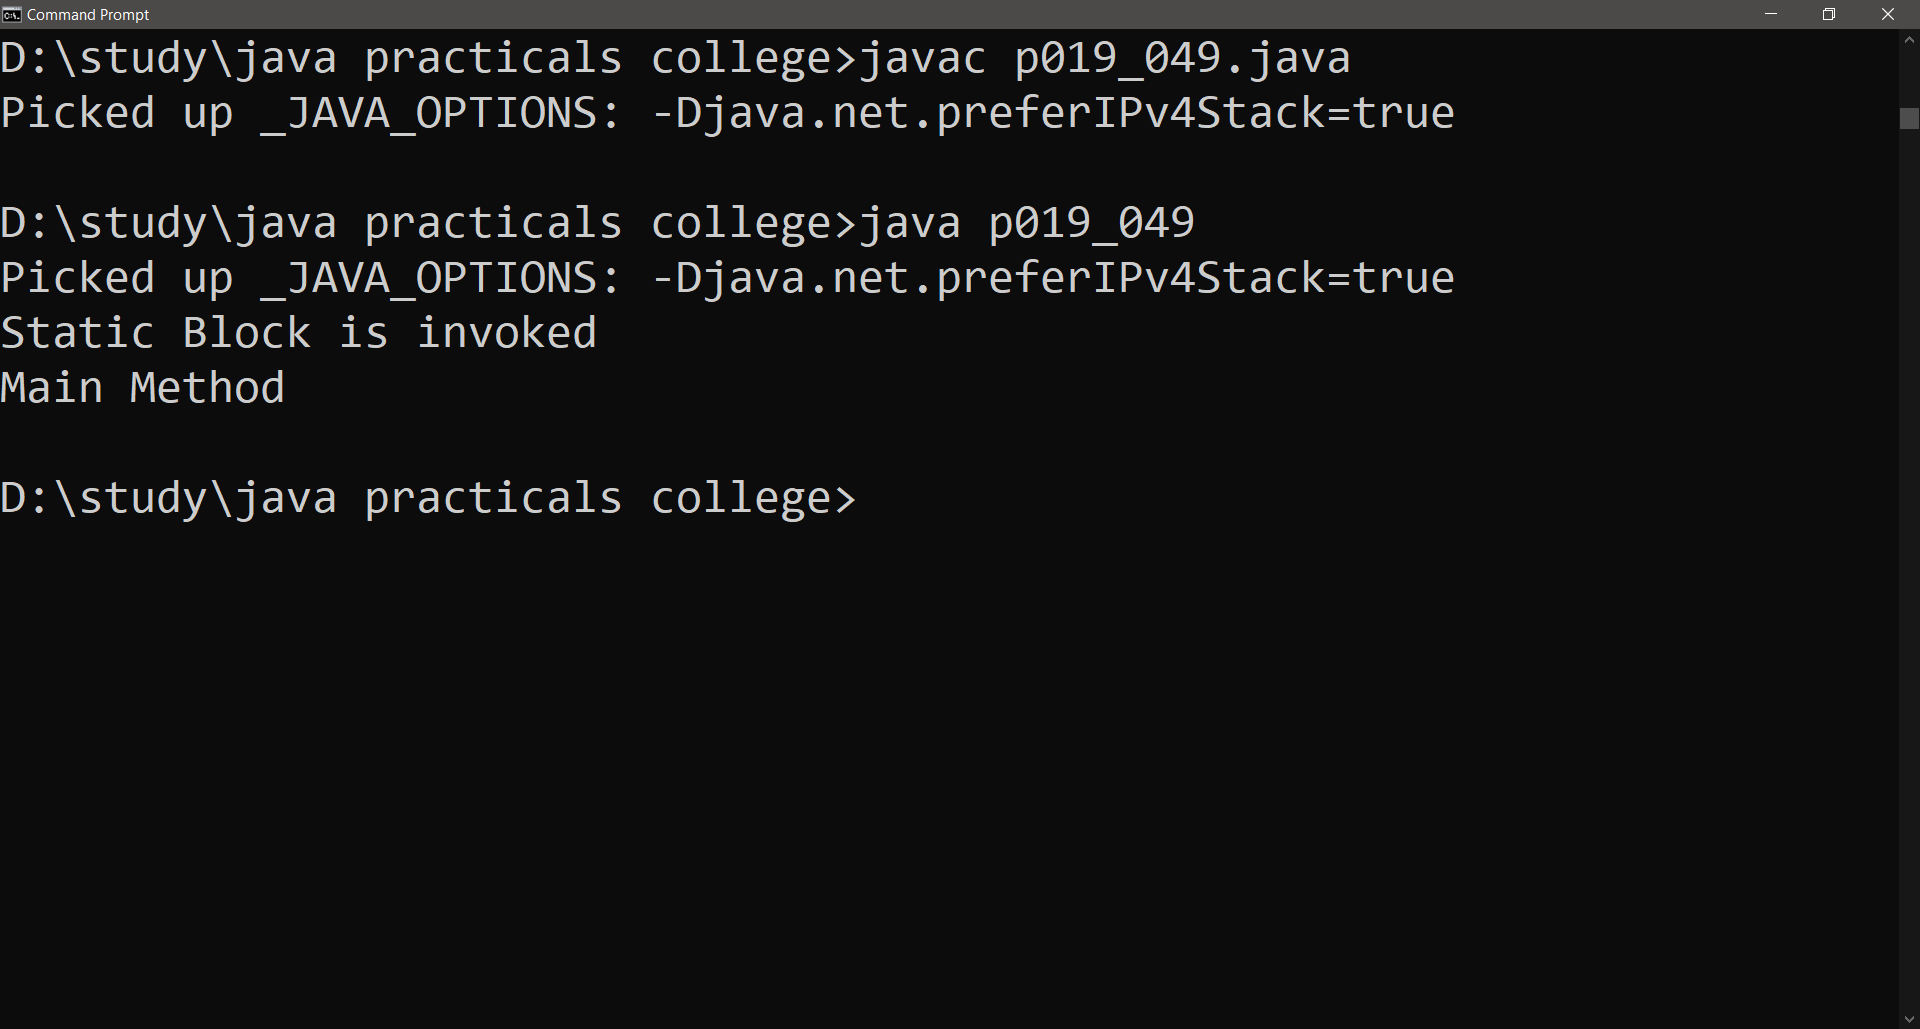 Command Prompt
D:\study\java practicals college>javac p019_049.java
Picked up _JAVA_OPTIONS: -Djava.net.preferIPv4Stack=true
D:\study\java practicals college>java p019_049
Picked up _JAVA_OPTIONS: -Djava.net.preferIPv4Stack=true
Static Block is invoked
Main Method
D:\study\java practicals college>